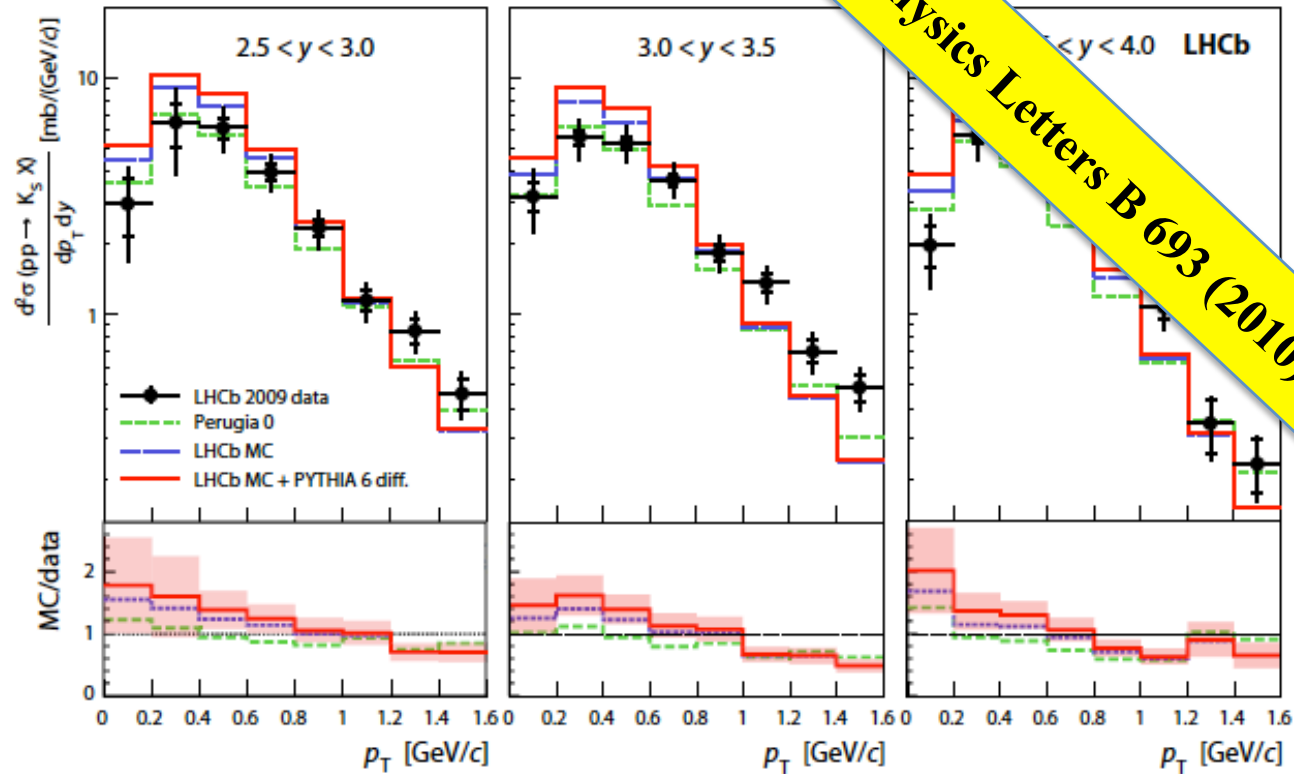 2.5 < y < 3.0
3.0 < y < 3.5
< y < 4.0 LHCb
Physics Letters B 693 (2010)
d²σ (pp → K_S X)
dp_T dy
[mb/(GeV/c)]
10
1
LHCb 2009 data
Perugia 0
LHCb MC
LHCb MC + PYTHIA 6 diff.
MC/data
2
1
0
0 0.2 0.4 0.6 0.8 1 1.2 1.4 1.6
0 0.2 0.4 0.6 0.8 1 1.2 1.4 1.6
0 0.2 0.4 0.6 0.8 1 1.2 1.4 1.6
p_T [GeV/c]
p_T [GeV/c]
p_T [GeV/c]